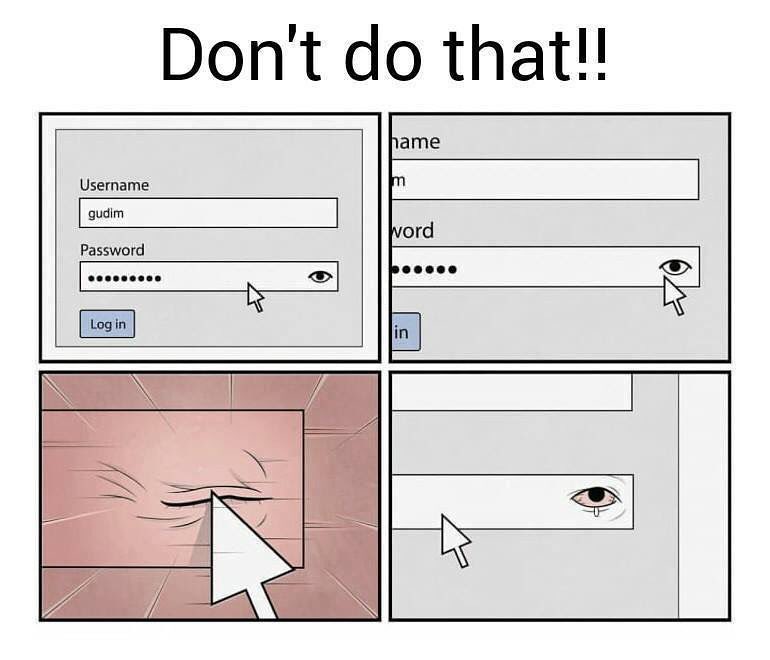 Don't do that!!
Username
gudim
Password
•••••••••
Log in
name
m
word
••••••
in